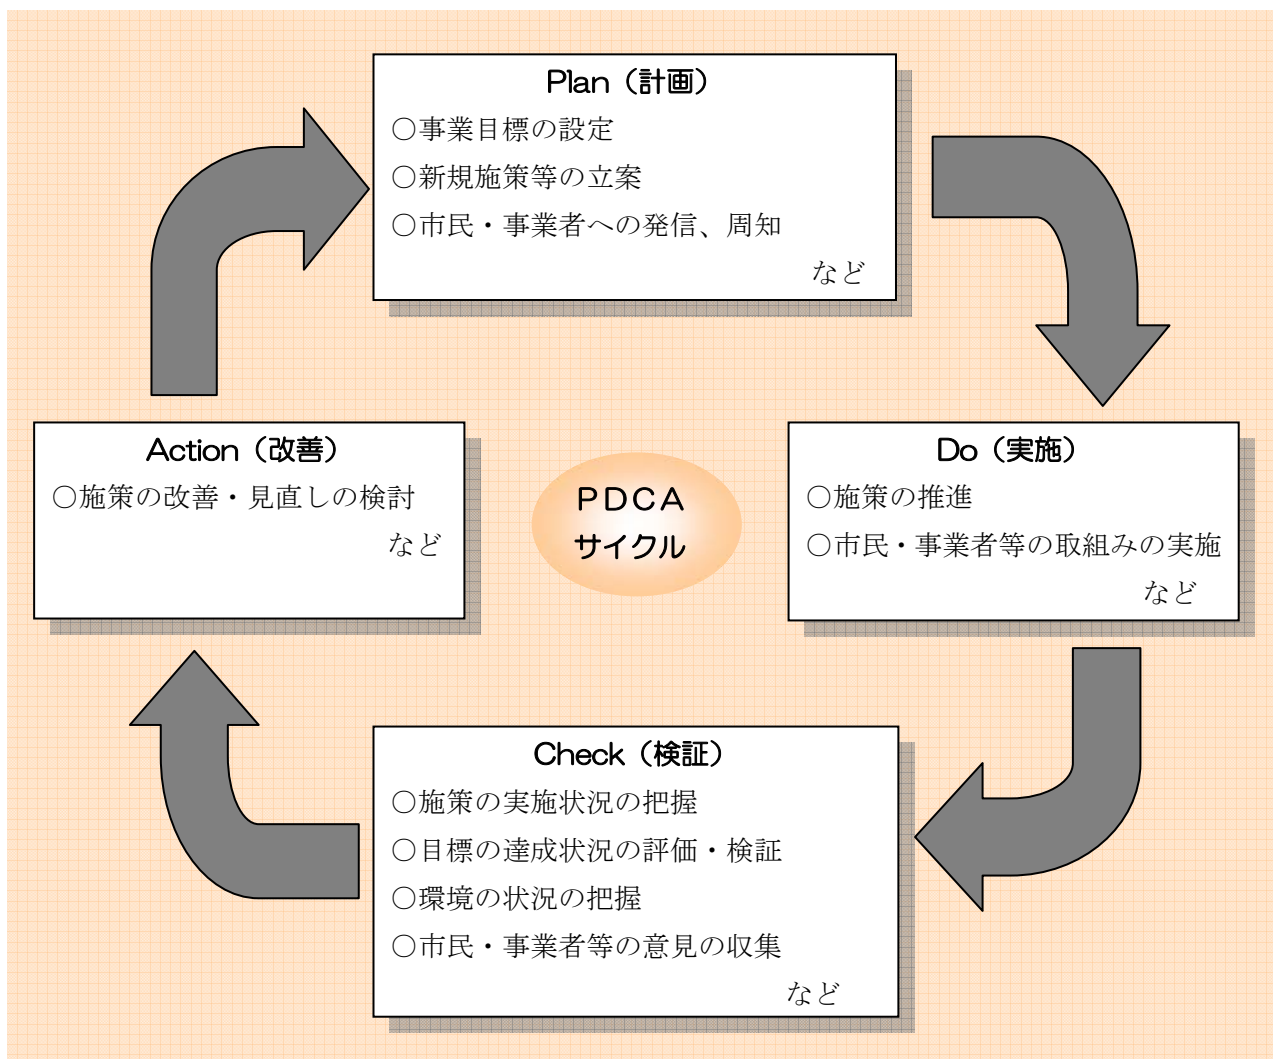 Plan（計画）
○事業目標の設定
○新規施策等の立案
○市民・事業者への発信、周知
など
Do（実施）
○施策の推進
○市民・事業者等の取組みの実施
など
Check（検証）
○施策の実施状況の把握
○目標の達成状況の評価・検証
○環境の状況の把握
○市民・事業者等の意見の収集
など
Action（改善）
○施策の改善・見直しの検討
など
ＰＤＣＡ
サイクル